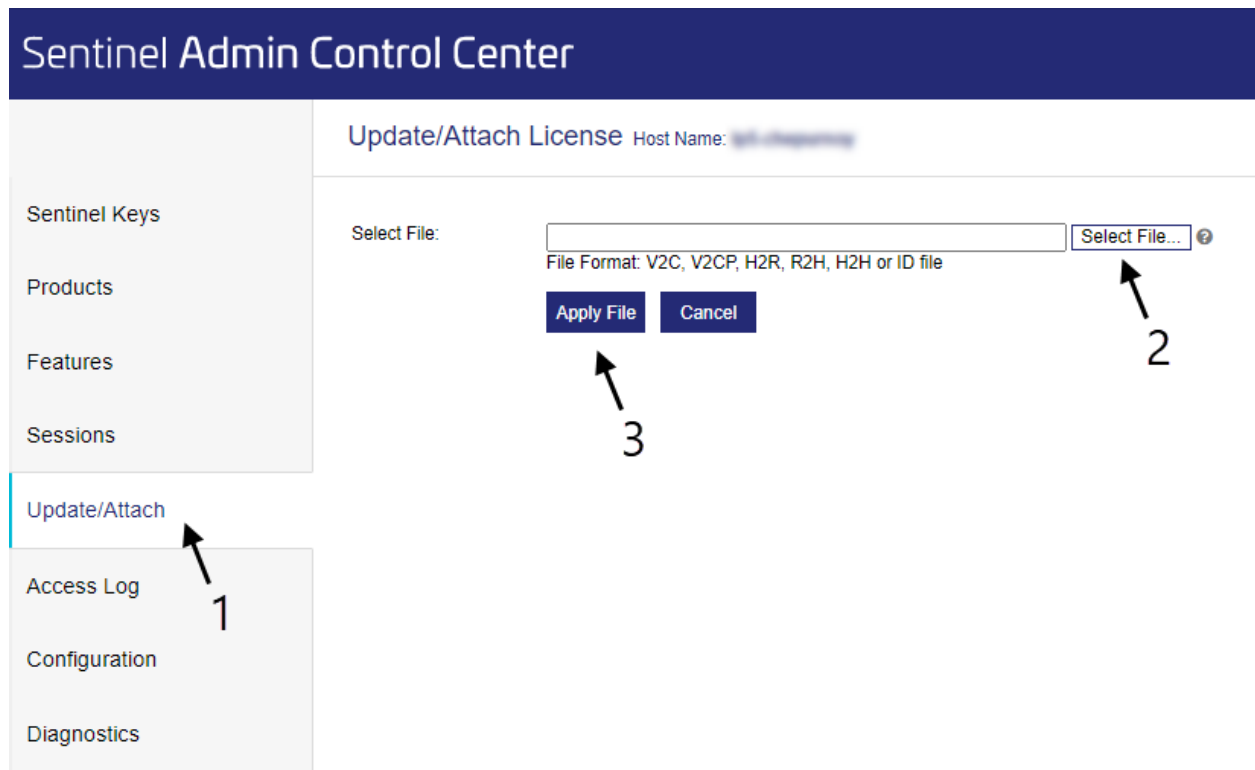 Sentinel Admin Control Center
Update/Attach License Host Name:
Sentinel Keys
Products
Features
Sessions
Update/Attach
Access Log
Configuration
Diagnostics
Select File:
Select File...
?
File Format: V2C, V2CP, H2R, R2H, H2H or ID file
Apply File Cancel
1
2
3